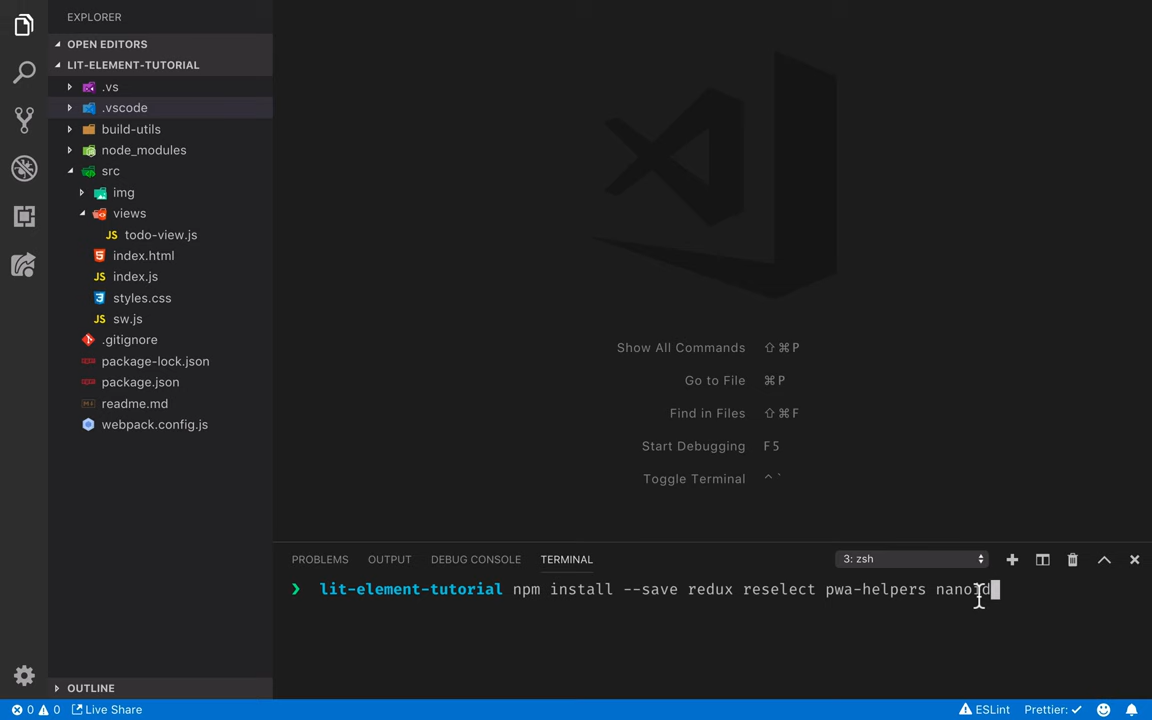 EXPLORER
OPEN EDITORS
LIT-ELEMENT-TUTORIAL
.vs
.vscode
build-utils
node_modules
src
img
views
JS todo-view.js
index.html
JS index.js
styles.css
JS sw.js
.gitignore
package-lock.json
package.json
readme.md
webpack.config.js
OUTLINE
Show All Commands ⇧⌘P
Go to File ⌘P
Find in Files ⇧⌘F
Start Debugging F5
Toggle Terminal ^`
PROBLEMS OUTPUT DEBUG CONSOLE TERMINAL 3: zsh
❯ lit-element-tutorial npm install --save redux reselect pwa-helpers nanoid
0 0 Live Share ESLint Prettier: ✓